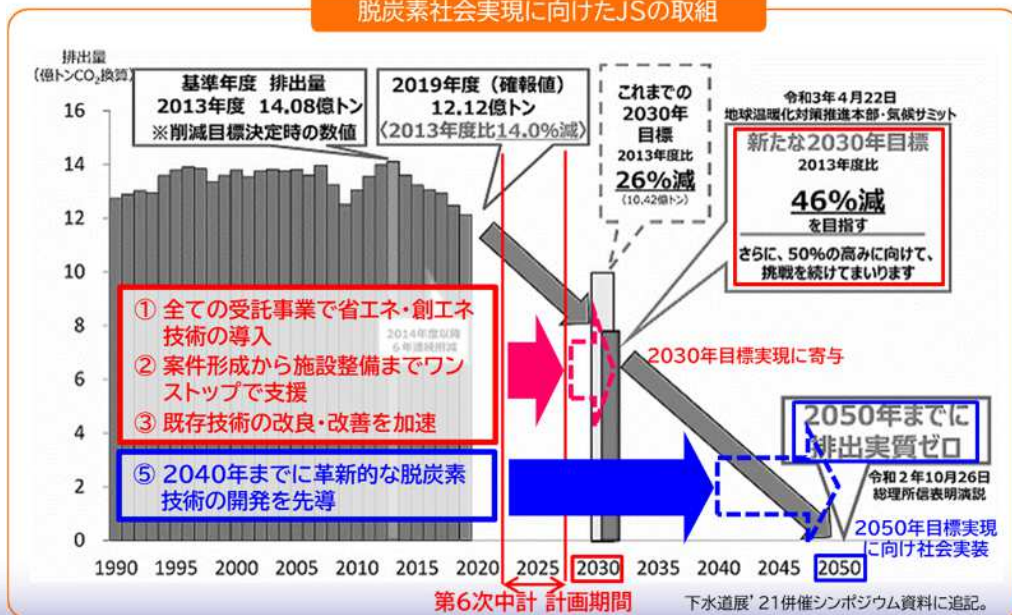 脱炭素社会実現に向けたJSの取組
排出量
(億トンCO₂換算)
16
14
12
10
8
6
4
2
0
基準年度 排出量
2013年度 14.08億トン
※削減目標決定時の数値
2019年度(確報値)
12.12億トン
〈2013年度比14.0%減〉
これまでの
2030年
目標
2013年度比
26%減
(10.42億トン)
令和3年4月22日
地球温暖化対策推進本部・気候サミット
新たな2030年目標
2013年度比
46%減
を目指す
さらに、50%の高みに向けて、
挑戦を続けてまいります
2014年度以降
6年連続削減
① 全ての受託事業で省エネ・創エネ
技術の導入
② 案件形成から施設整備までワン
ストップで支援
③ 既存技術の改良・改善を加速
⑤ 2040年までに革新的な脱炭素
技術の開発を先導
2030年目標実現に寄与
2050年までに
排出実質ゼロ
令和2年10月26日
総理所信表明演説
2050年目標実現
に向け社会実装
1990 1995 2000 2005 2010 2015 2020 2025 2030 2035 2040 2045 2050
第6次中計 計画期間
下水道展'21併催シンポジウム資料に追記。